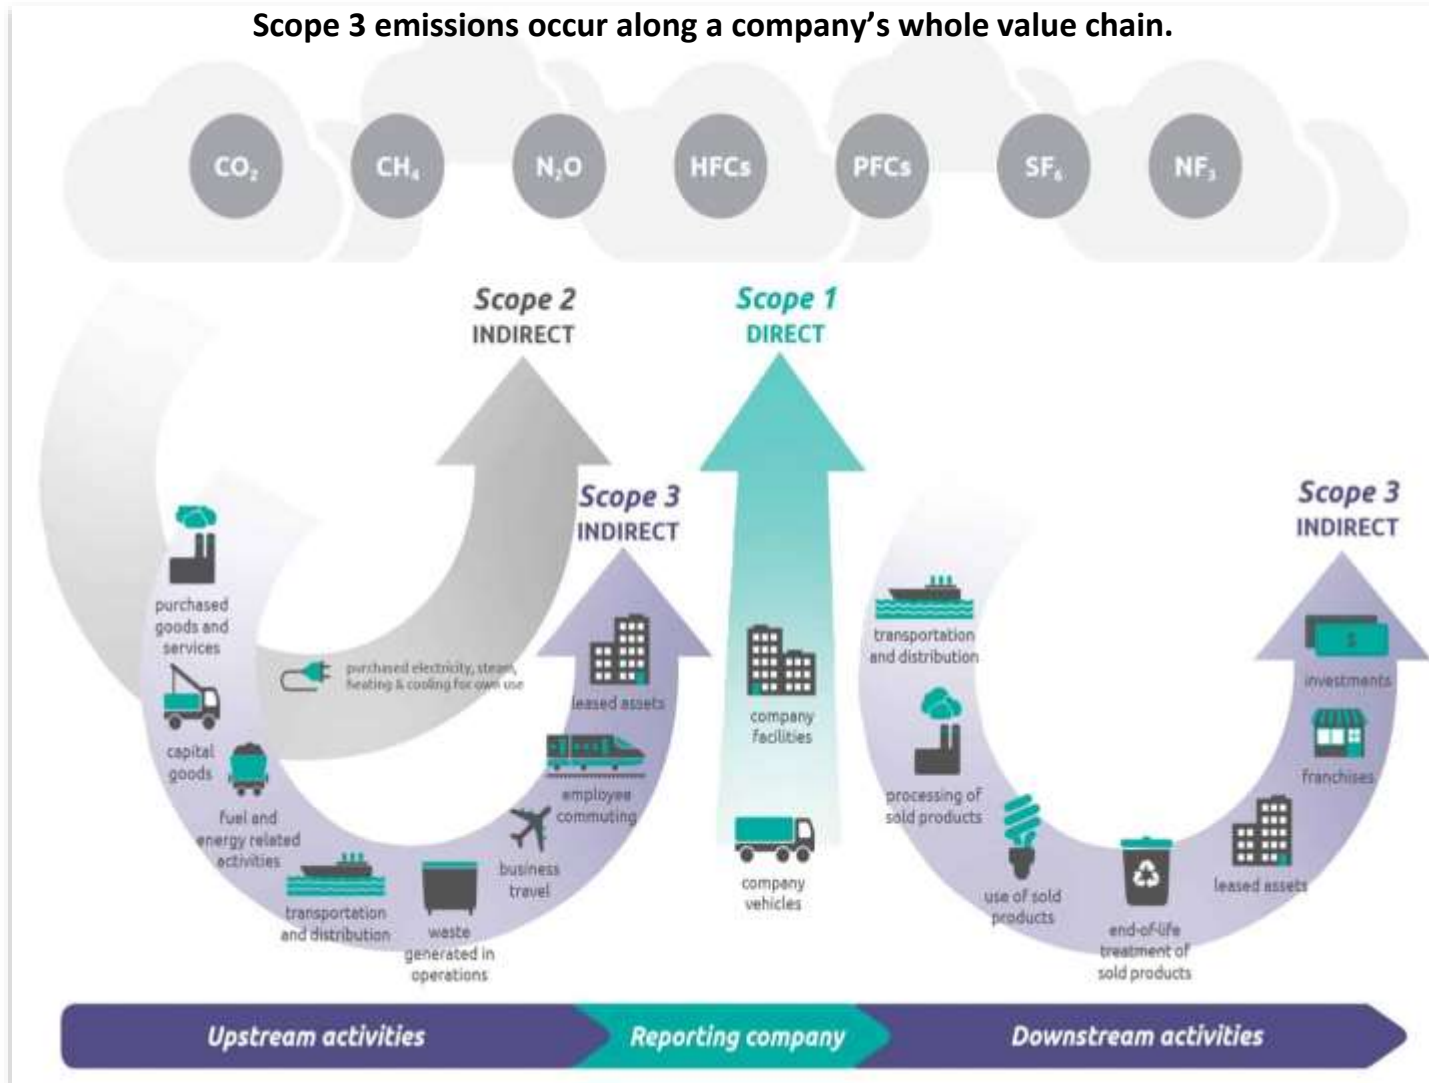 Scope 3 emissions occur along a company’s whole value chain.
CO₂
CH₄
N₂O
HFCs
PFCs
SF₆
NF₃
Scope 2
INDIRECT
Scope 1
DIRECT
Scope 3
INDIRECT
Scope 3
INDIRECT
purchased
goods and
services
capital
goods
fuel and
energy related
activities
transportation
and distribution
waste
generated in
operations
business
travel
employee
commuting
leased assets
purchased electricity, steam,
heating & cooling for own use
company
facilities
company
vehicles
transportation
and distribution
processing of
sold products
use of sold
products
end-of-life
treatment of
sold products
leased assets
franchises
$
investments
Upstream activities
Reporting company
Downstream activities